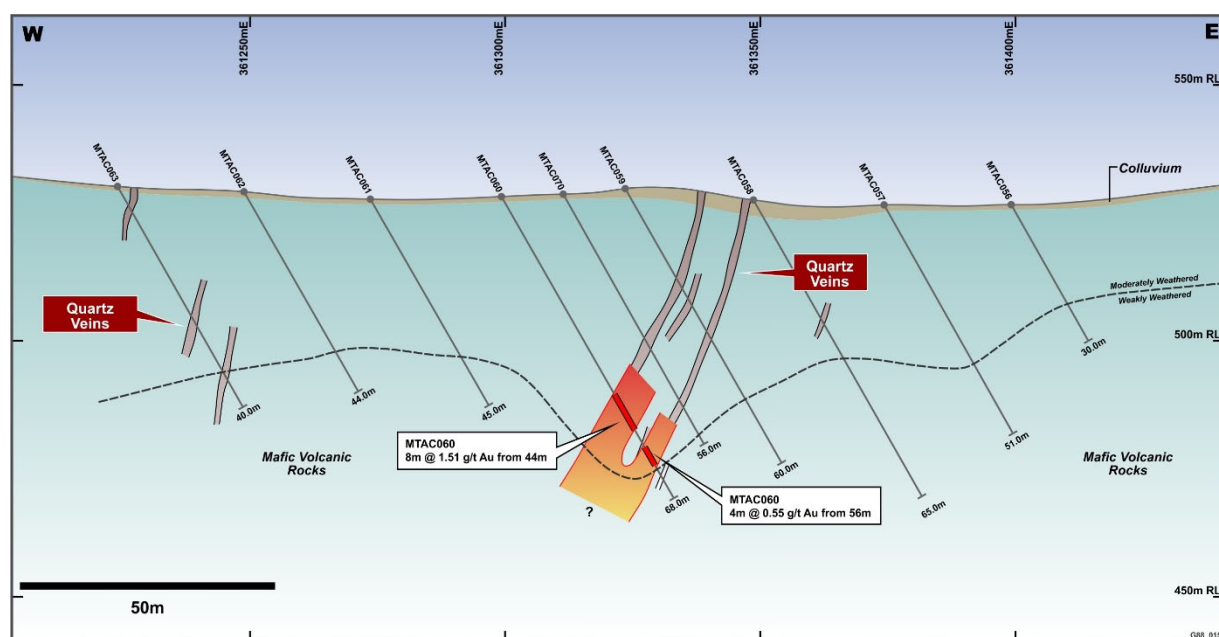 W
E
361250mE
361300mE
361350mE
361400mE
550m RL
MTAC063
MTAC062
MTAC061
MTAC060
MTAC070
MTAC059
MTAC058
MTAC057
MTAC056
Colluvium
Quartz
Veins
Quartz
Veins
Moderately Weathered
Weakly Weathered
500m RL
30.0m
40.0m
44.0m
45.0m
56.0m
60.0m
51.0m
65.0m
68.0m
MTAC060
8m @ 1.51 g/t Au from 44m
Mafic Volcanic
Rocks
Mafic Volcanic
Rocks
MTAC060
4m @ 0.55 g/t Au from 56m
?
50m
450m RL